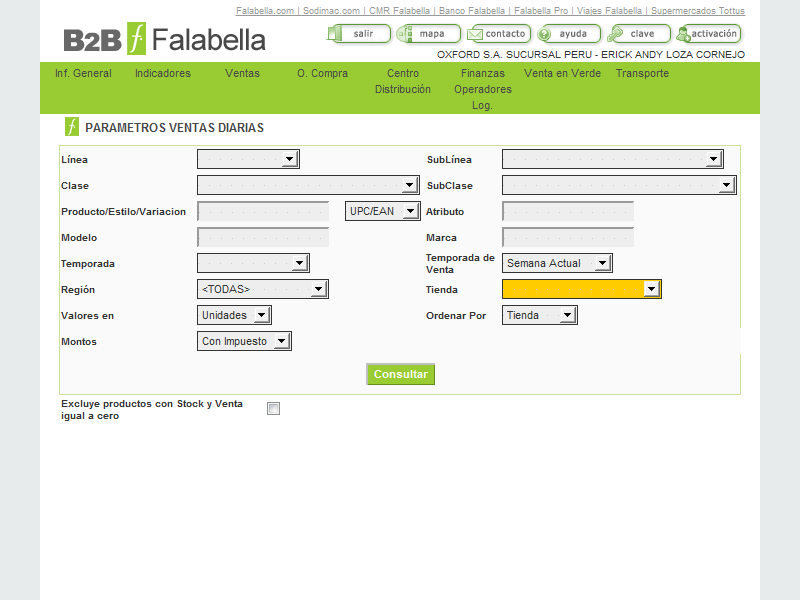 Falabella.com | Sodimac.com | CMR Falabella | Banco Falabella | Falabella Pro | Viajes Falabella | Supermercados Tottus
B2B f Falabella
salir mapa contacto ayuda clave activación
OXFORD S.A. SUCURSAL PERU - ERICK ANDY LOZA CORNEJO
Inf. General Indicadores Ventas O. Compra Centro Distribución Finanzas Operadores Log. Venta en Verde Transporte
f PARAMETROS VENTAS DIARIAS
Línea SubLínea
Clase SubClase
Producto/Estilo/Variacion UPC/EAN Atributo
Modelo Marca
Temporada Temporada de Venta Semana Actual
Región <TODAS> Tienda
Valores en Unidades Ordenar Por Tienda
Montos Con Impuesto
Consultar
Excluye productos con Stock y Venta
igual a cero